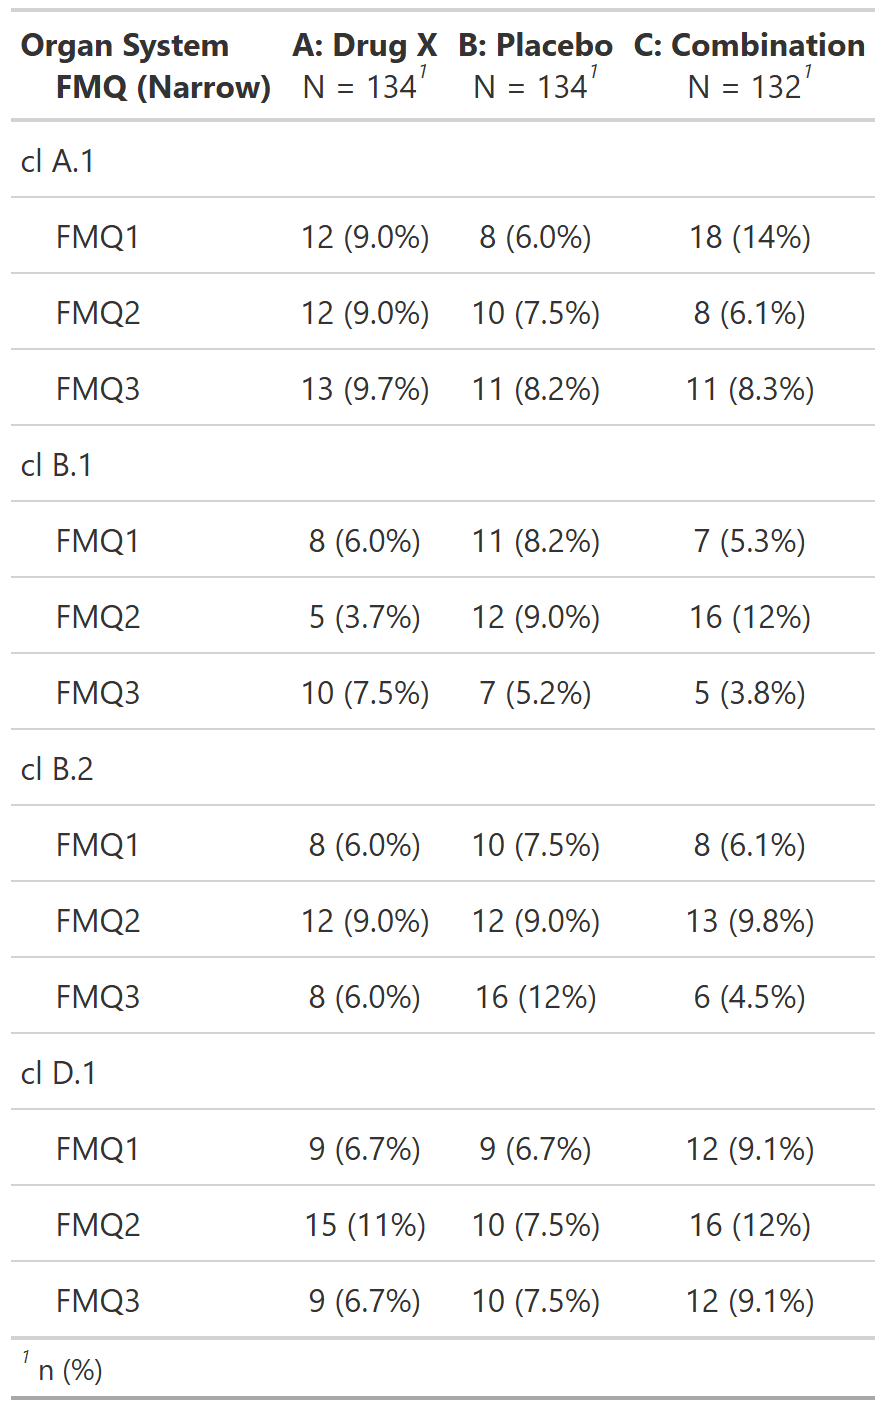 Organ System A: Drug X B: Placebo C: Combination
FMQ (Narrow) N = 134¹ N = 134¹ N = 132¹
cl A.1
FMQ1 12 (9.0%) 8 (6.0%) 18 (14%)
FMQ2 12 (9.0%) 10 (7.5%) 8 (6.1%)
FMQ3 13 (9.7%) 11 (8.2%) 11 (8.3%)
cl B.1
FMQ1 8 (6.0%) 11 (8.2%) 7 (5.3%)
FMQ2 5 (3.7%) 12 (9.0%) 16 (12%)
FMQ3 10 (7.5%) 7 (5.2%) 5 (3.8%)
cl B.2
FMQ1 8 (6.0%) 10 (7.5%) 8 (6.1%)
FMQ2 12 (9.0%) 12 (9.0%) 13 (9.8%)
FMQ3 8 (6.0%) 16 (12%) 6 (4.5%)
cl D.1
FMQ1 9 (6.7%) 9 (6.7%) 12 (9.1%)
FMQ2 15 (11%) 10 (7.5%) 16 (12%)
FMQ3 9 (6.7%) 10 (7.5%) 12 (9.1%)
¹ n (%)